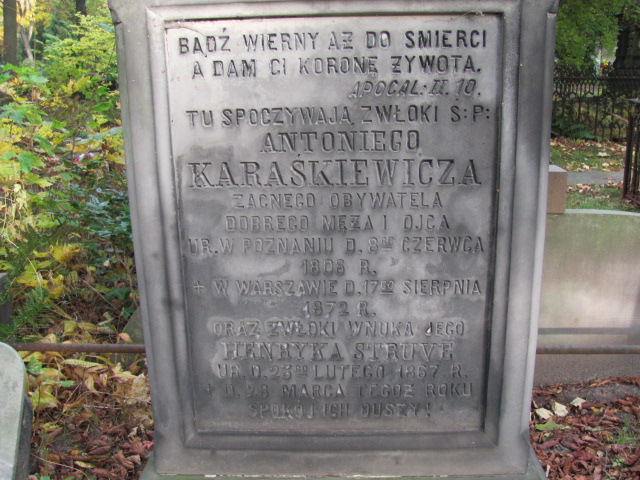 BĄDŹ WIERNY AŻ DO SMIERCI
A DAM CI KORONĘ ŻYWOTA.
APOCAL: II. 10.
TU SPOCZYWAJĄ ZWŁOKI Ś:P:
ANTONIEGO
KARAŚKIEWICZA
ZACNEGO OBYWATELA
DOBREGO MĘŻA I OJCA
UR. W POZNANIU D. 8GO CZERWCA
1808 R.
+ W WARSZAWIE D. 17GO SIERPNIA
1872 R.
ORAZ ZWŁOKI WNUKA JEGO
HENRYKA STRUVE
UR. D. 23GO LUTEGO 1867 R.
+ D. 28 MARCA TEGOŻ ROKU
SPOKÓJ ICH DUSZY!